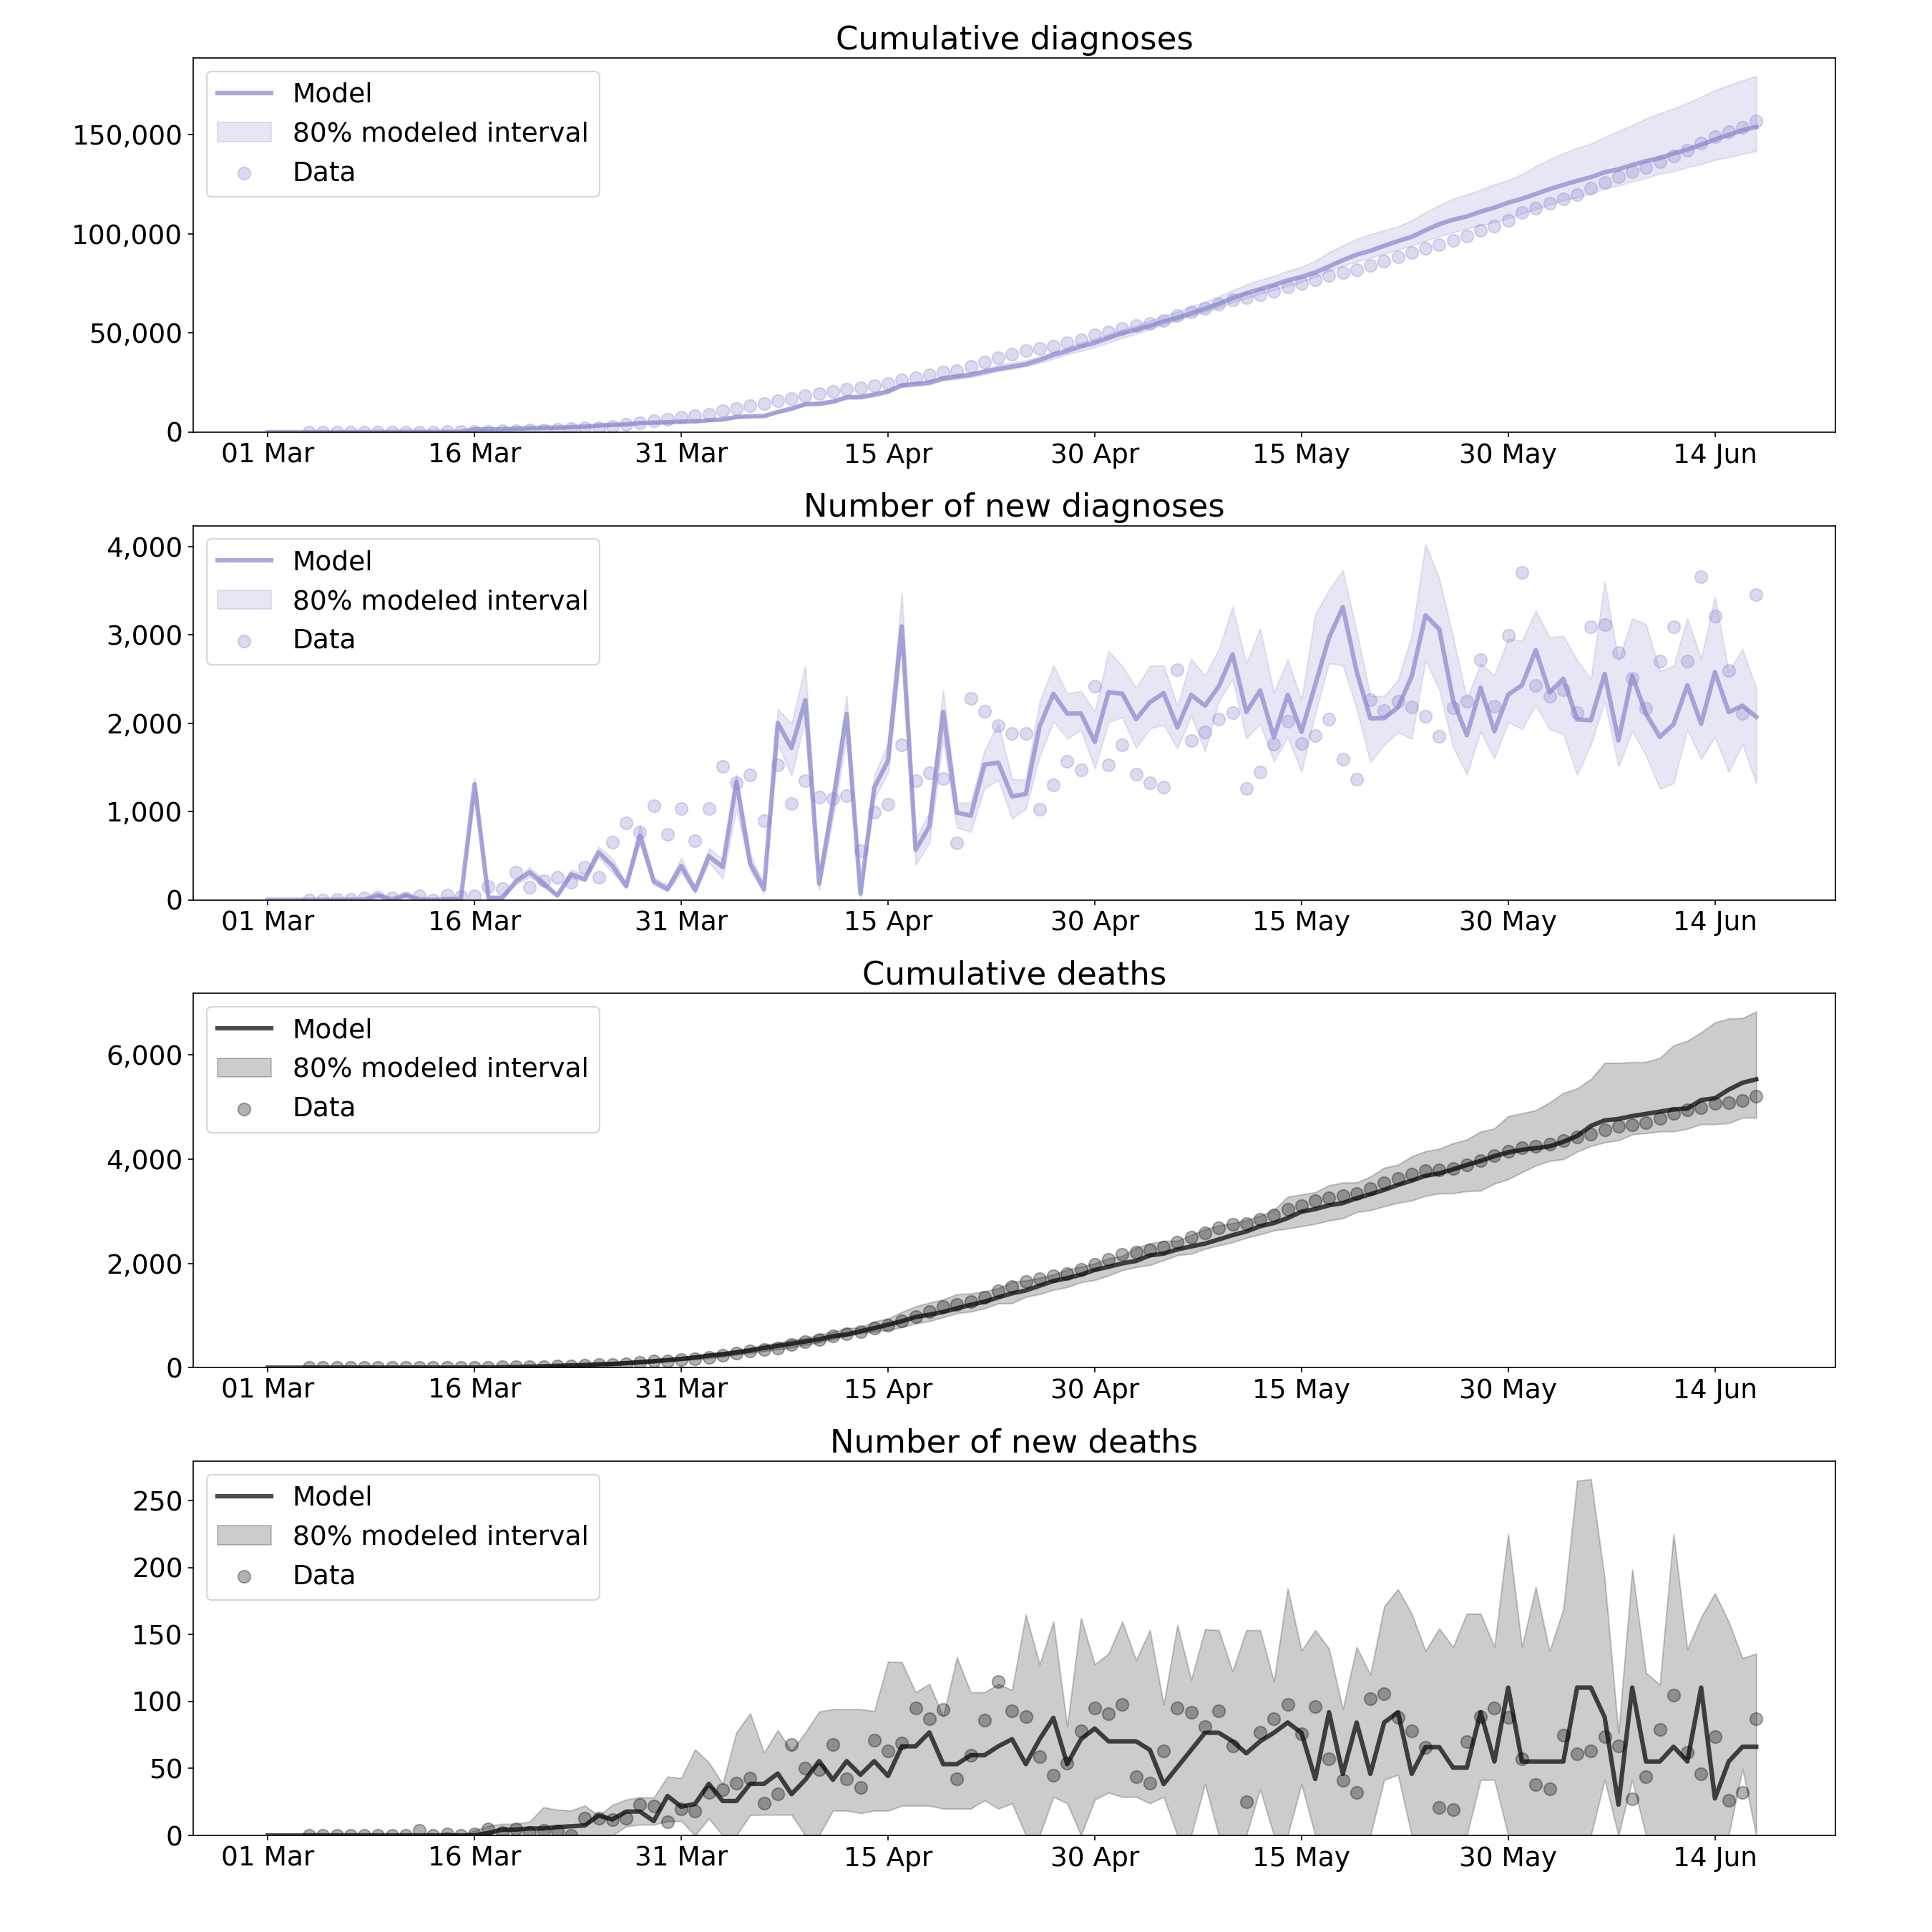 Cumulative diagnoses
Model
80% modeled interval
Data
150,000
100,000
50,000
0
01 Mar 16 Mar 31 Mar 15 Apr 30 Apr 15 May 30 May 14 Jun
Number of new diagnoses
Model
80% modeled interval
Data
4,000
3,000
2,000
1,000
0
01 Mar 16 Mar 31 Mar 15 Apr 30 Apr 15 May 30 May 14 Jun
Cumulative deaths
Model
80% modeled interval
Data
6,000
4,000
2,000
0
01 Mar 16 Mar 31 Mar 15 Apr 30 Apr 15 May 30 May 14 Jun
Number of new deaths
Model
80% modeled interval
Data
250
200
150
100
50
0
01 Mar 16 Mar 31 Mar 15 Apr 30 Apr 15 May 30 May 14 Jun